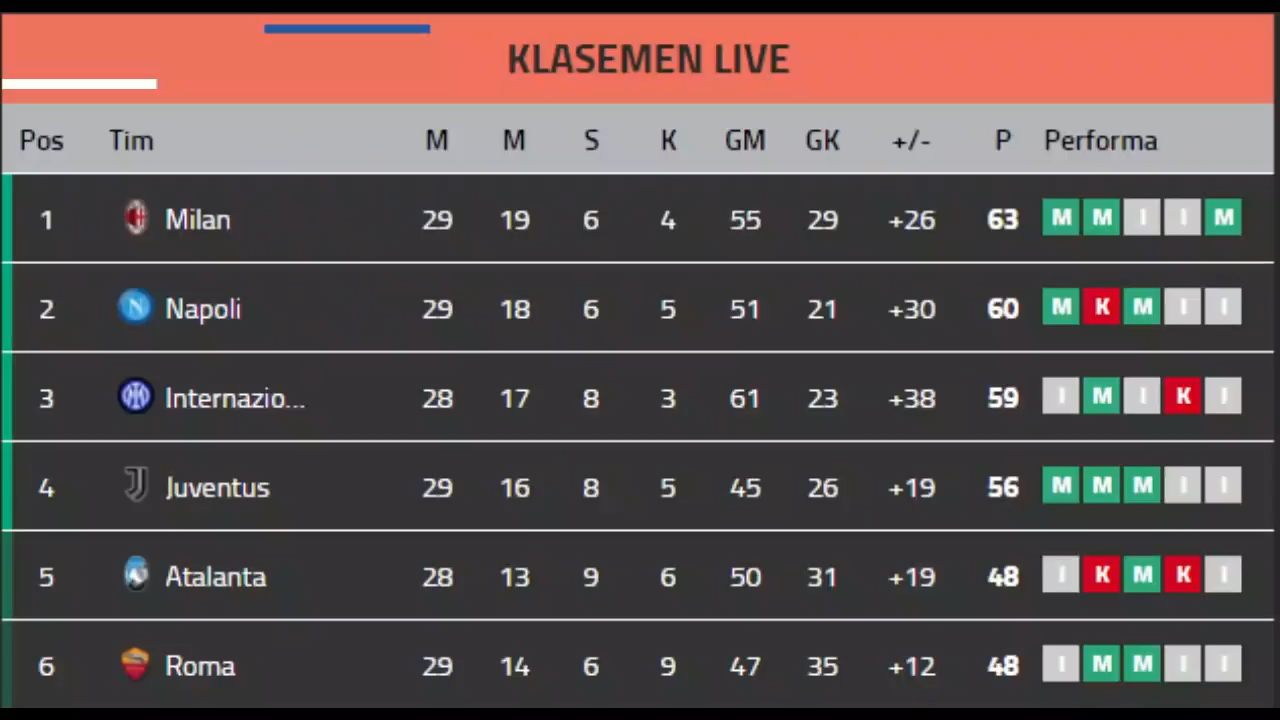 KLASEMEN LIVE
Pos Tim M M S K GM GK +/- P Performa
1 Milan 29 19 6 4 55 29 +26 63 M M I I M
2 N Napoli 29 18 6 5 51 21 +30 60 M K M I I
3 Internazio... 28 17 8 3 61 23 +38 59 I M I K I
4 Juventus 29 16 8 5 45 26 +19 56 M M M I I
5 Atalanta 28 13 9 6 50 31 +19 48 I K M K I
6 Roma 29 14 6 9 47 35 +12 48 I M M I I